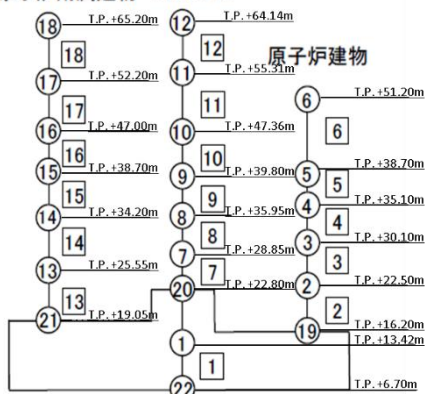 18 T.P. +65.20m
18
17 T.P. +52.20m
17
16 T.P. +47.00m
16
15 T.P. +38.70m
15
14 T.P. +34.20m
14
13 T.P. +25.55m
13
21 T.P. +19.05m
12 T.P. +64.14m
12
11 T.P. +55.31m
11
10 T.P. +47.36m
10
9 T.P. +39.80m
9
8 T.P. +35.95m
8
7 T.P. +28.85m
7
20 T.P. +22.80m
1 T.P. +13.42m
1
22 T.P. +6.70m
原子炉建物
6 T.P. +51.20m
6
5 T.P. +38.70m
5
4 T.P. +35.10m
4
3 T.P. +30.10m
3
2 T.P. +22.50m
2
19 T.P. +16.20m